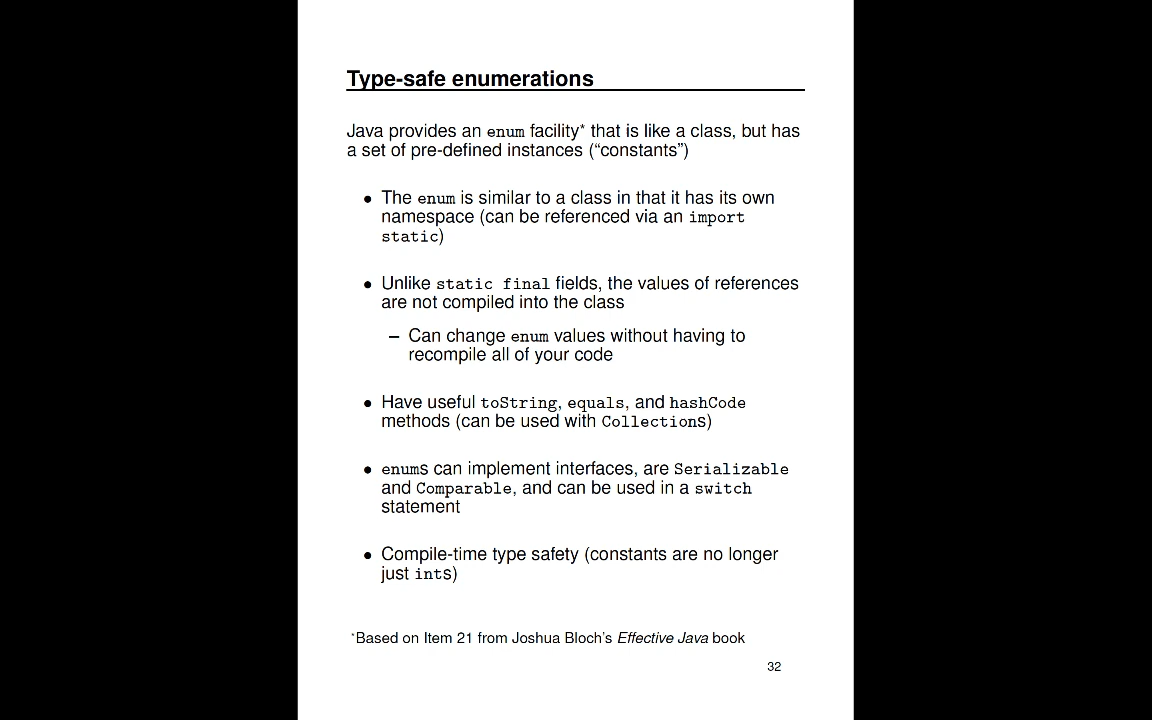 Type-safe enumerations
Java provides an enum facility* that is like a class, but has
a set of pre-defined instances (“constants”)
• The enum is similar to a class in that it has its own
namespace (can be referenced via an import
static)
• Unlike static final fields, the values of references
are not compiled into the class
– Can change enum values without having to
recompile all of your code
• Have useful toString, equals, and hashCode
methods (can be used with Collections)
• enums can implement interfaces, are Serializable
and Comparable, and can be used in a switch
statement
• Compile-time type safety (constants are no longer
just ints)
*Based on Item 21 from Joshua Bloch’s Effective Java book
32